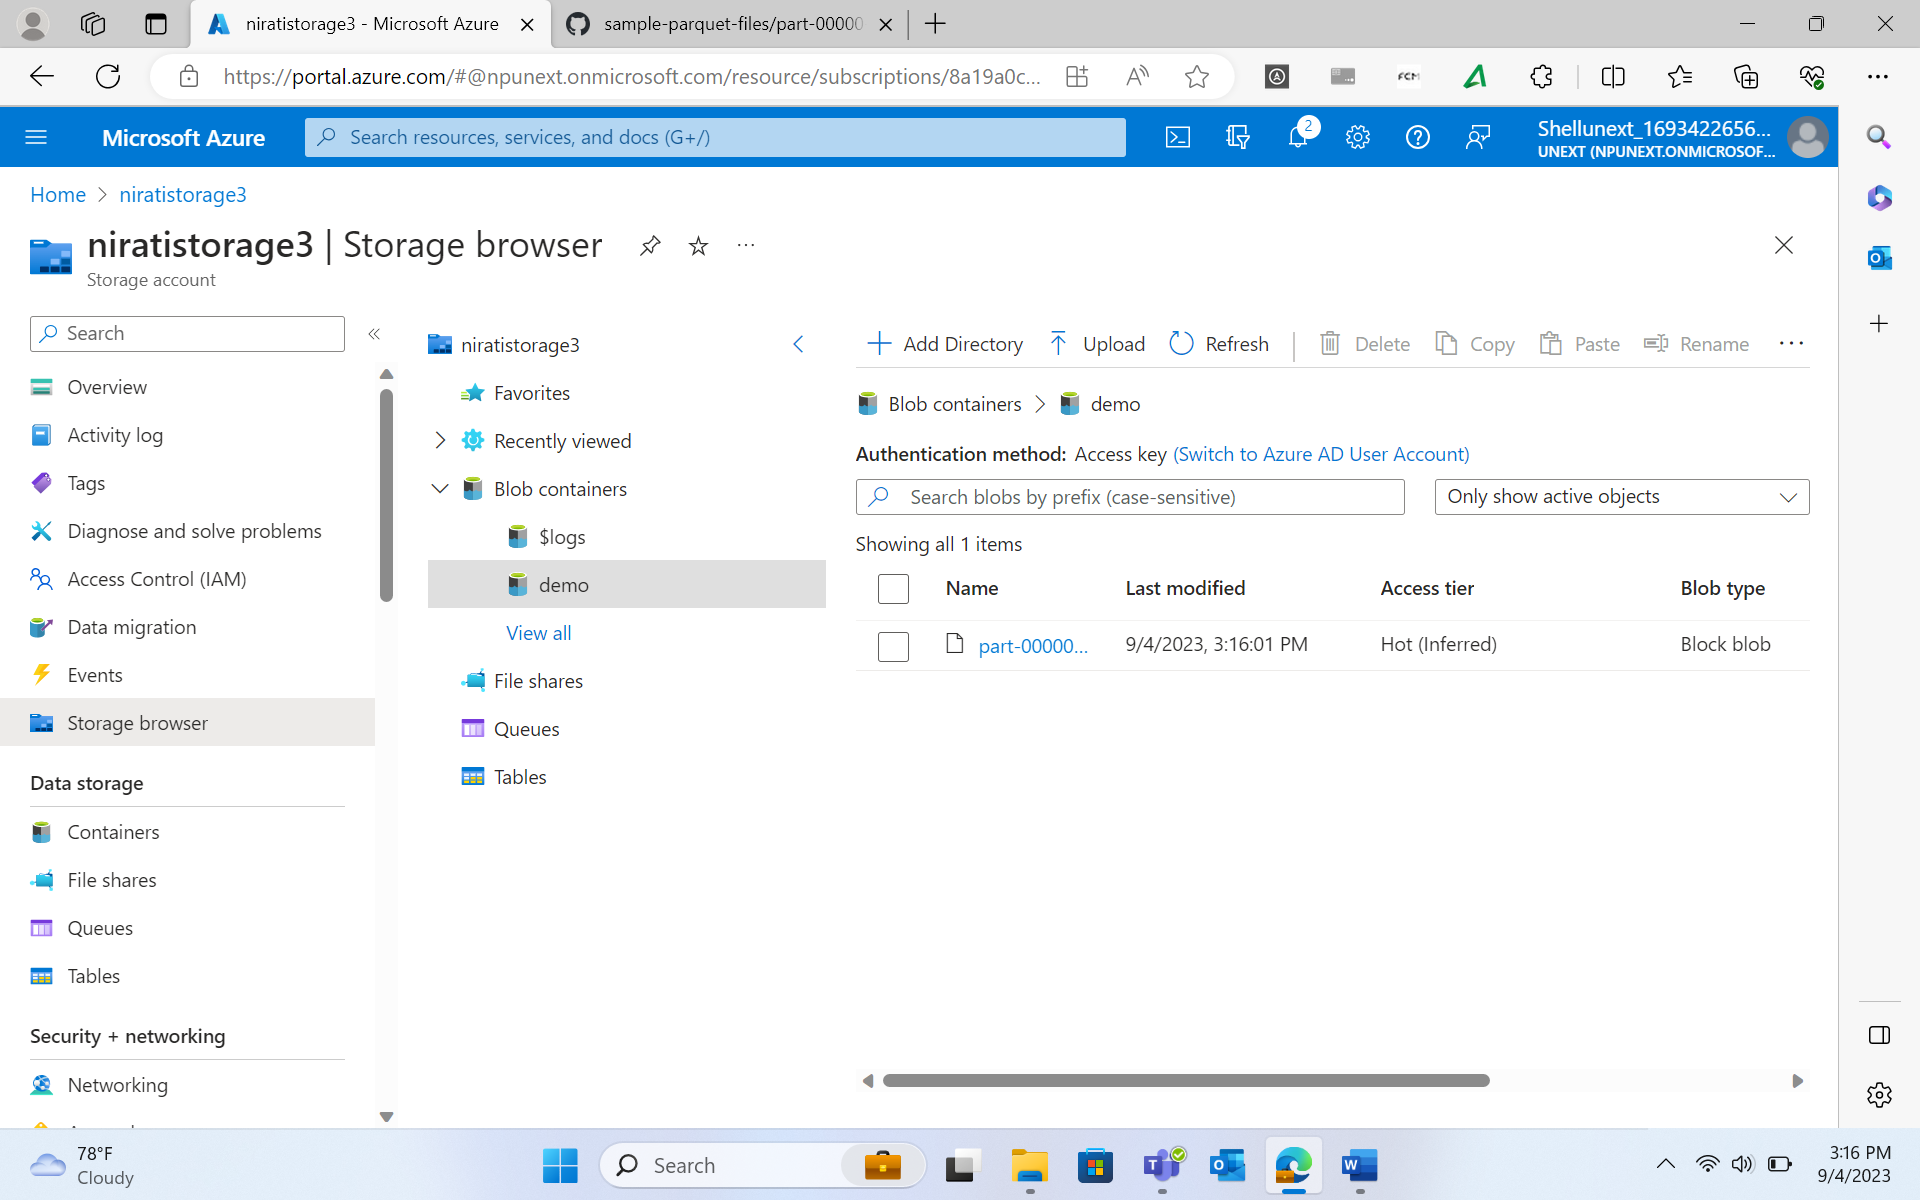 niratistorage3 - Microsoft Azure
sample-parquet-files/part-00000
https://portal.azure.com/#@npunext.onmicrosoft.com/resource/subscriptions/8a19a0c...
FCM
Microsoft Azure
Search resources, services, and docs (G+/)
2
Shellunext_1693422656...
UNEXT (NPUNEXT.ONMICROSOF...
Home > niratistorage3
niratistorage3 | Storage browser
Storage account
Search
Overview
Activity log
Tags
Diagnose and solve problems
Access Control (IAM)
Data migration
Events
Storage browser
Data storage
Containers
File shares
Queues
Tables
Security + networking
Networking
niratistorage3
Favorites
Recently viewed
Blob containers
$logs
demo
View all
File shares
Queues
Tables
Add Directory
Upload
Refresh
Delete
Copy
Paste
Rename
Blob containers > demo
Authentication method: Access key (Switch to Azure AD User Account)
Search blobs by prefix (case-sensitive)
Only show active objects
Showing all 1 items
Name Last modified Access tier Blob type
part-00000... 9/4/2023, 3:16:01 PM Hot (Inferred) Block blob
78°F
Cloudy
Search
3:16 PM
9/4/2023